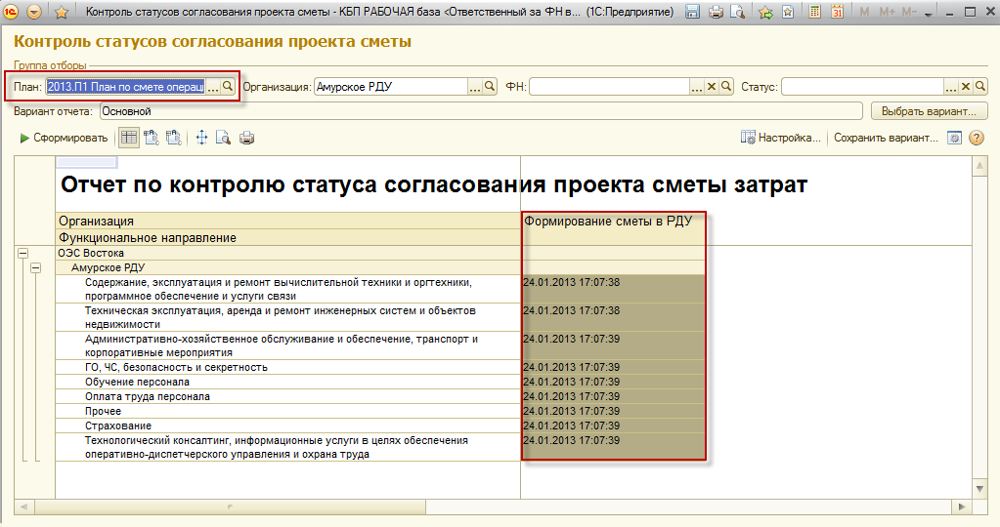 Контроль статусов согласования проекта сметы - КБП РАБОЧАЯ база <Ответственный за ФН в... (1С:Предприятие)
M M+ M-
Контроль статусов согласования проекта сметы
Группа отборы
План: 2013.П1 План по смете операц ... Организация: Амурское РДУ ... ФН: ... Статус: ...
Вариант отчета: Основной Выбрать вариант...
Сформировать Настройка... Сохранить вариант...
Отчет по контролю статуса согласования проекта сметы затрат
Организация Формирование сметы в РДУ
Функциональное направление
ОЭС Востока
Амурское РДУ
Содержание, эксплуатация и ремонт вычислительной техники и оргтехники, 24.01.2013 17:07:38
программное обеспечение и услуги связи
Техническая эксплуатация, аренда и ремонт инженерных систем и объектов 24.01.2013 17:07:38
недвижимости
Административно-хозяйственное обслуживание и обеспечение, транспорт и 24.01.2013 17:07:39
корпоративные мероприятия
ГО, ЧС, безопасность и секретность 24.01.2013 17:07:39
Обучение персонала 24.01.2013 17:07:39
Оплата труда персонала 24.01.2013 17:07:39
Прочее 24.01.2013 17:07:39
Страхование 24.01.2013 17:07:39
Технологический консалтинг, информационные услуги в целях обеспечения 24.01.2013 17:07:39
оперативно-диспетчерского управления и охрана труда